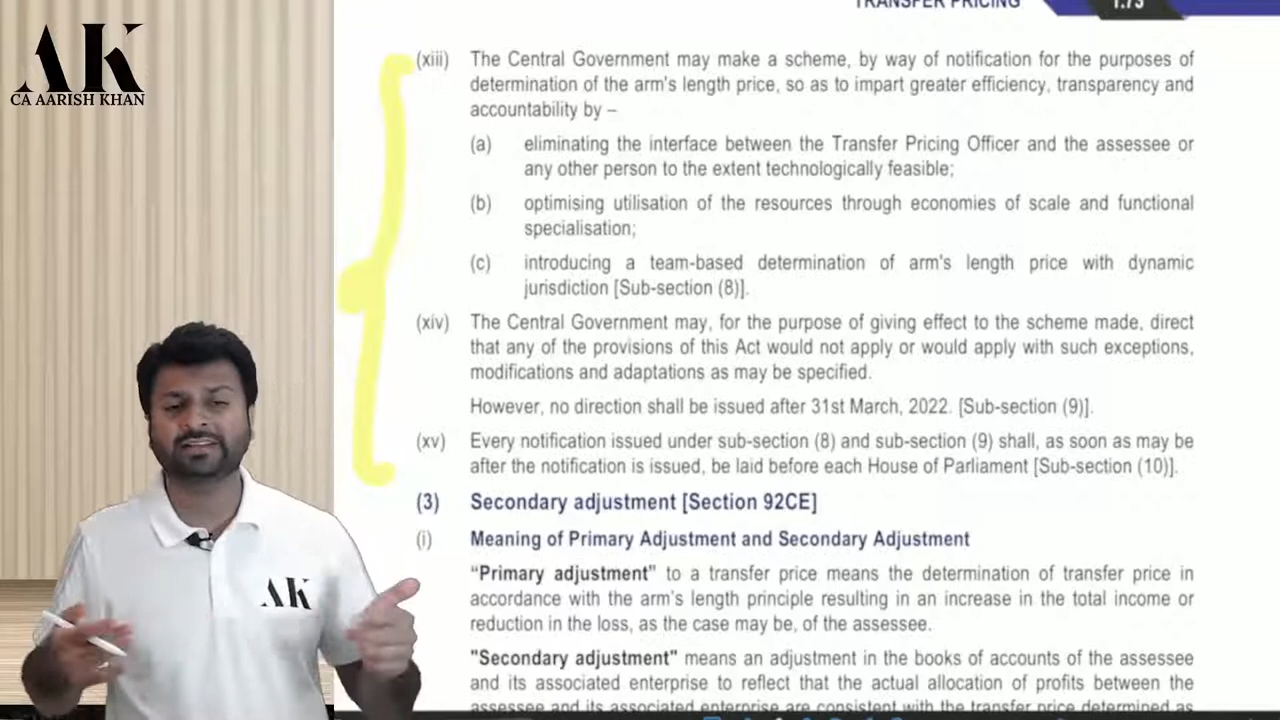 AK
CA AARISH KHAN
TRANSFER PRICING
1.73
(xiii) The Central Government may make a scheme, by way of notification for the purposes of
determination of the arm's length price, so as to impart greater efficiency, transparency and
accountability by –
(a) eliminating the interface between the Transfer Pricing Officer and the assessee or
any other person to the extent technologically feasible;
(b) optimising utilisation of the resources through economies of scale and functional
specialisation;
(c) introducing a team-based determination of arm's length price with dynamic
jurisdiction [Sub-section (8)].
(xiv) The Central Government may, for the purpose of giving effect to the scheme made, direct
that any of the provisions of this Act would not apply or would apply with such exceptions,
modifications and adaptations as may be specified.
However, no direction shall be issued after 31st March, 2022. [Sub-section (9)].
(xv) Every notification issued under sub-section (8) and sub-section (9) shall, as soon as may be
after the notification is issued, be laid before each House of Parliament [Sub-section (10)].
(3) Secondary adjustment [Section 92CE]
(i) Meaning of Primary Adjustment and Secondary Adjustment
“Primary adjustment” to a transfer price means the determination of transfer price in
accordance with the arm's length principle resulting in an increase in the total income or
reduction in the loss, as the case may be, of the assessee.
"Secondary adjustment" means an adjustment in the books of accounts of the assessee
and its associated enterprise to reflect that the actual allocation of profits between the
assessee and its associated enterprise are consistent with the transfer price determined as
AK